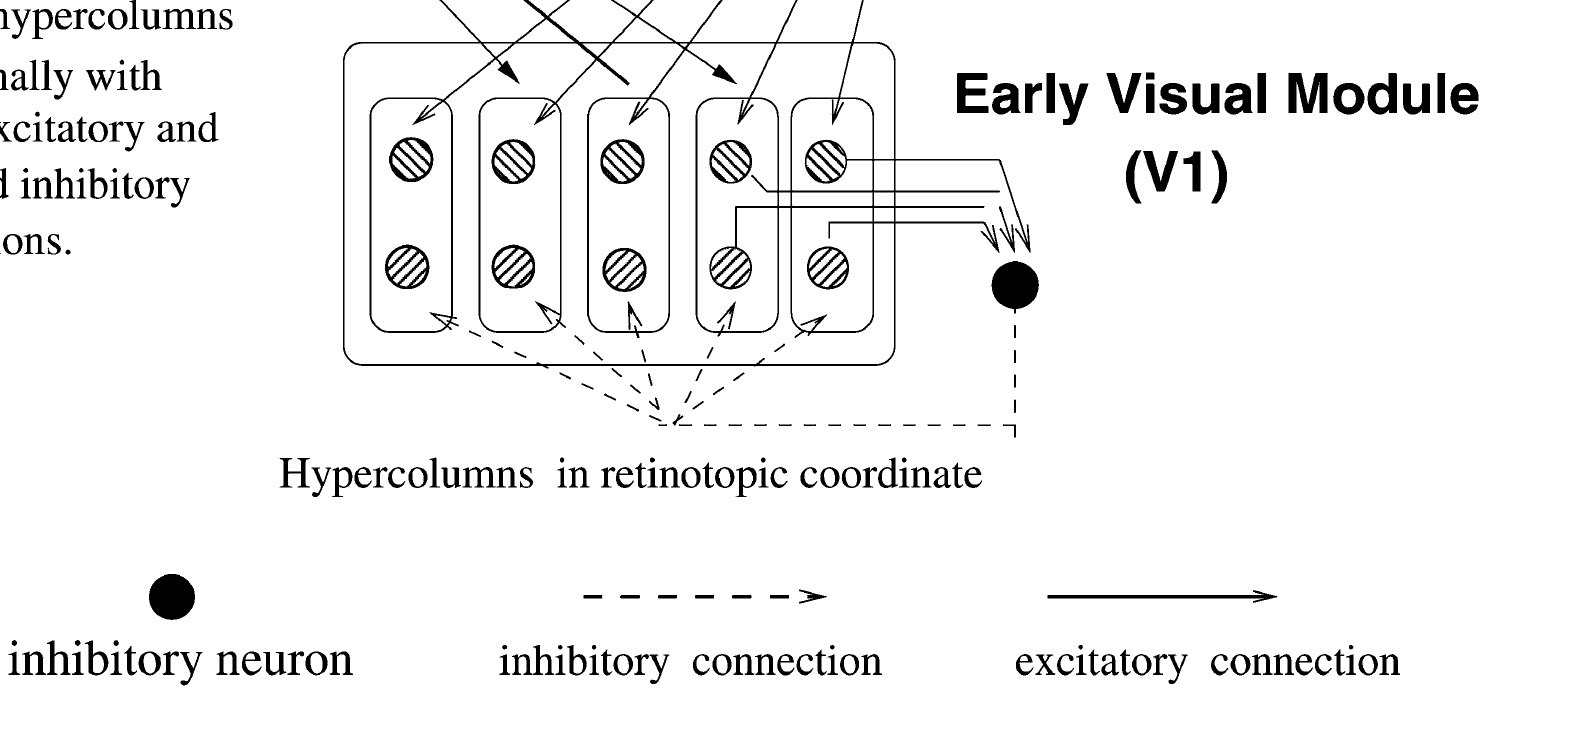 hypercolumns
nally with
xcitatory and
d inhibitory
ons.
Early Visual Module
(V1)
Hypercolumns in retinotopic coordinate
inhibitory neuron
inhibitory connection
excitatory connection